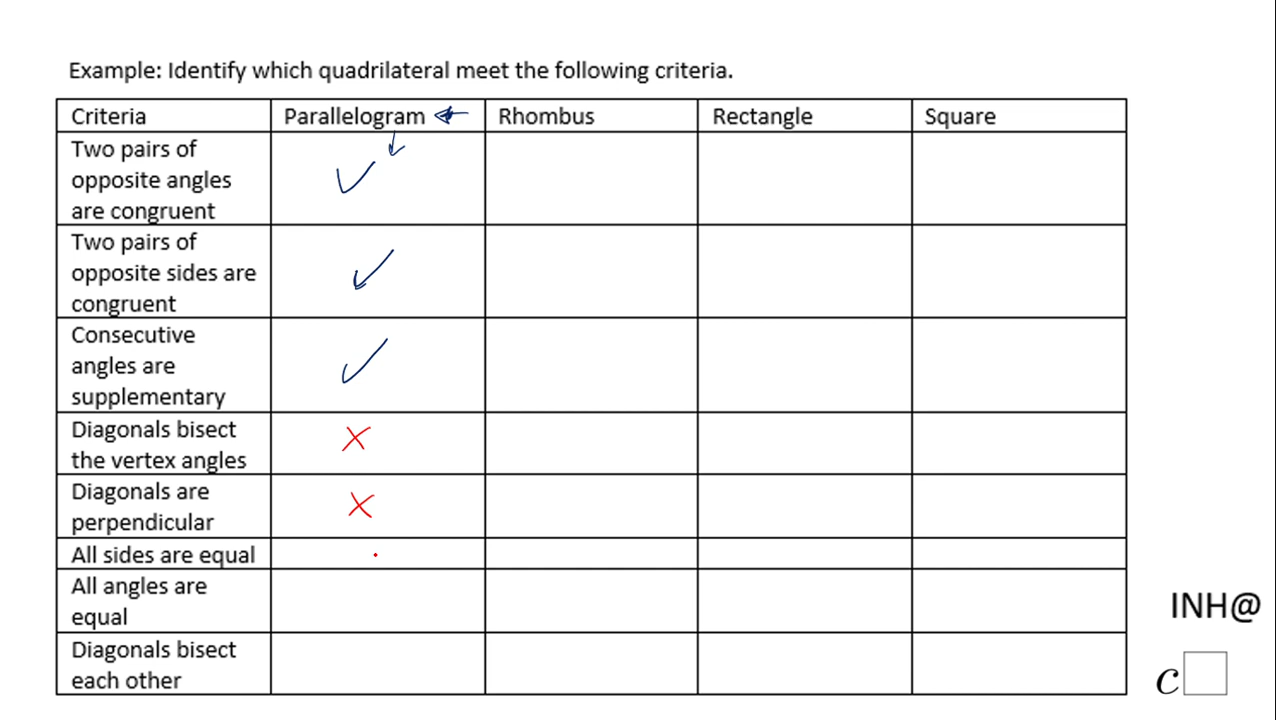 Example: Identify which quadrilateral meet the following criteria.
Criteria Parallelogram Rhombus Rectangle Square
Two pairs of
opposite angles
are congruent
Two pairs of
opposite sides are
congruent
Consecutive
angles are
supplementary
Diagonals bisect
the vertex angles
Diagonals are
perpendicular
All sides are equal
All angles are
equal
Diagonals bisect
each other
INH@
c